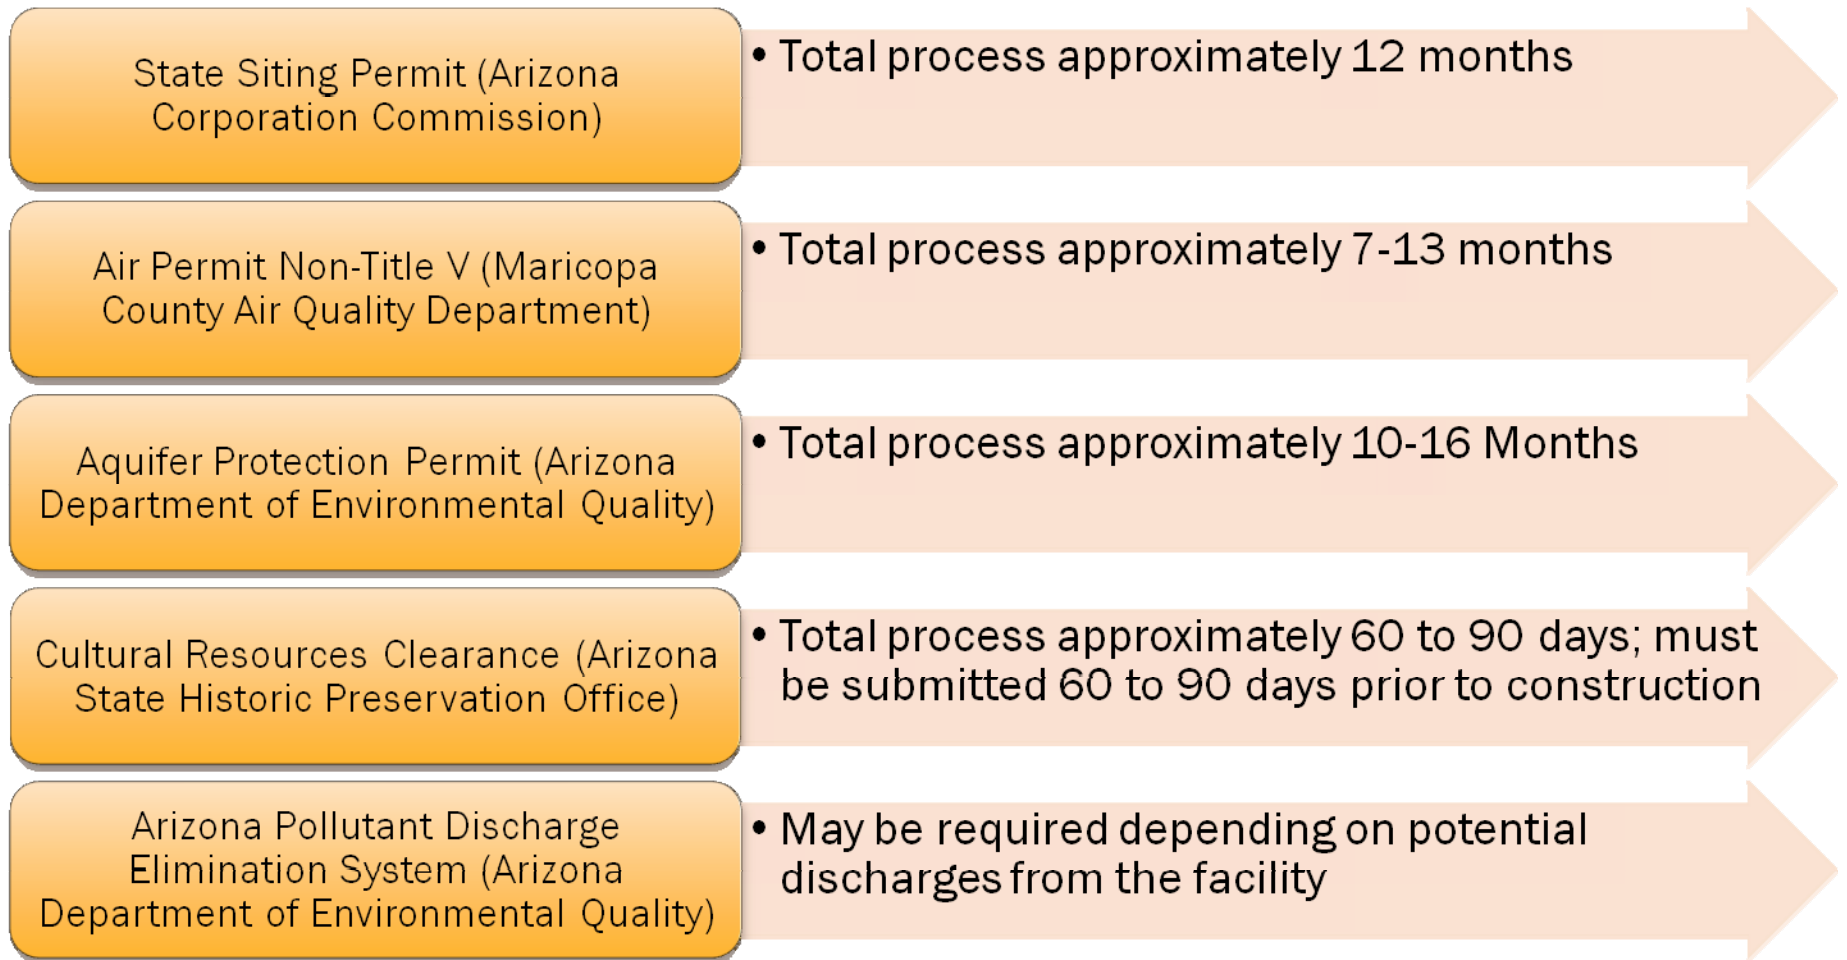 State Siting Permit (Arizona
Corporation Commission)
• Total process approximately 12 months
Air Permit Non-Title V (Maricopa
County Air Quality Department)
• Total process approximately 7-13 months
Aquifer Protection Permit (Arizona
Department of Environmental Quality)
• Total process approximately 10-16 Months
Cultural Resources Clearance (Arizona
State Historic Preservation Office)
• Total process approximately 60 to 90 days; must
be submitted 60 to 90 days prior to construction
Arizona Pollutant Discharge
Elimination System (Arizona
Department of Environmental Quality)
• May be required depending on potential
discharges from the facility